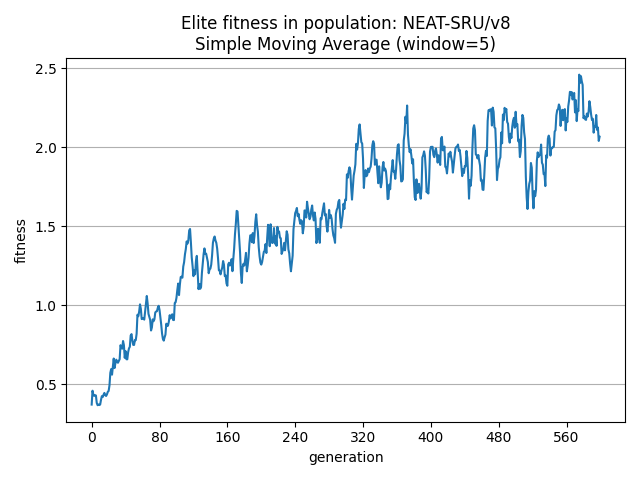 Elite fitness in population: NEAT-SRU/v8
Simple Moving Average (window=5)
2.5
2.0
1.5
1.0
0.5
fitness
0 80 160 240 320 400 480 560
generation